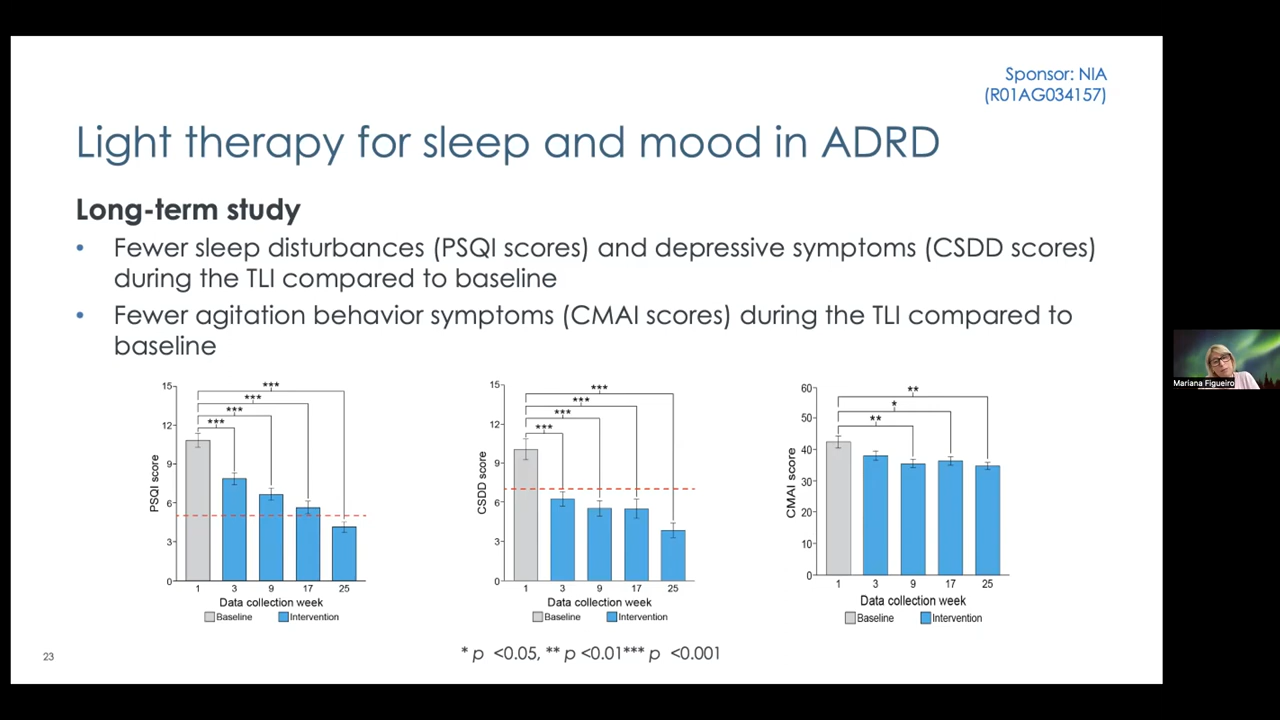 Sponsor: NIA
(R01AG034157)
Light therapy for sleep and mood in ADRD
Long-term study
• Fewer sleep disturbances (PSQI scores) and depressive symptoms (CSDD scores)
during the TLI compared to baseline
• Fewer agitation behavior symptoms (CMAI scores) during the TLI compared to
baseline
15
12
9
6
3
0
PSQI score
***
***
***
***
1 3 9 17 25
Data collection week
Baseline Intervention
15
12
9
6
3
0
CSDD score
***
***
***
***
1 3 9 17 25
Data collection week
Baseline Intervention
60
50
40
30
20
10
0
CMAI score
**
*
**
1 3 9 17 25
Data collection week
Baseline Intervention
* p <0.05, ** p <0.01*** p <0.001
23
Mariana Figueiro